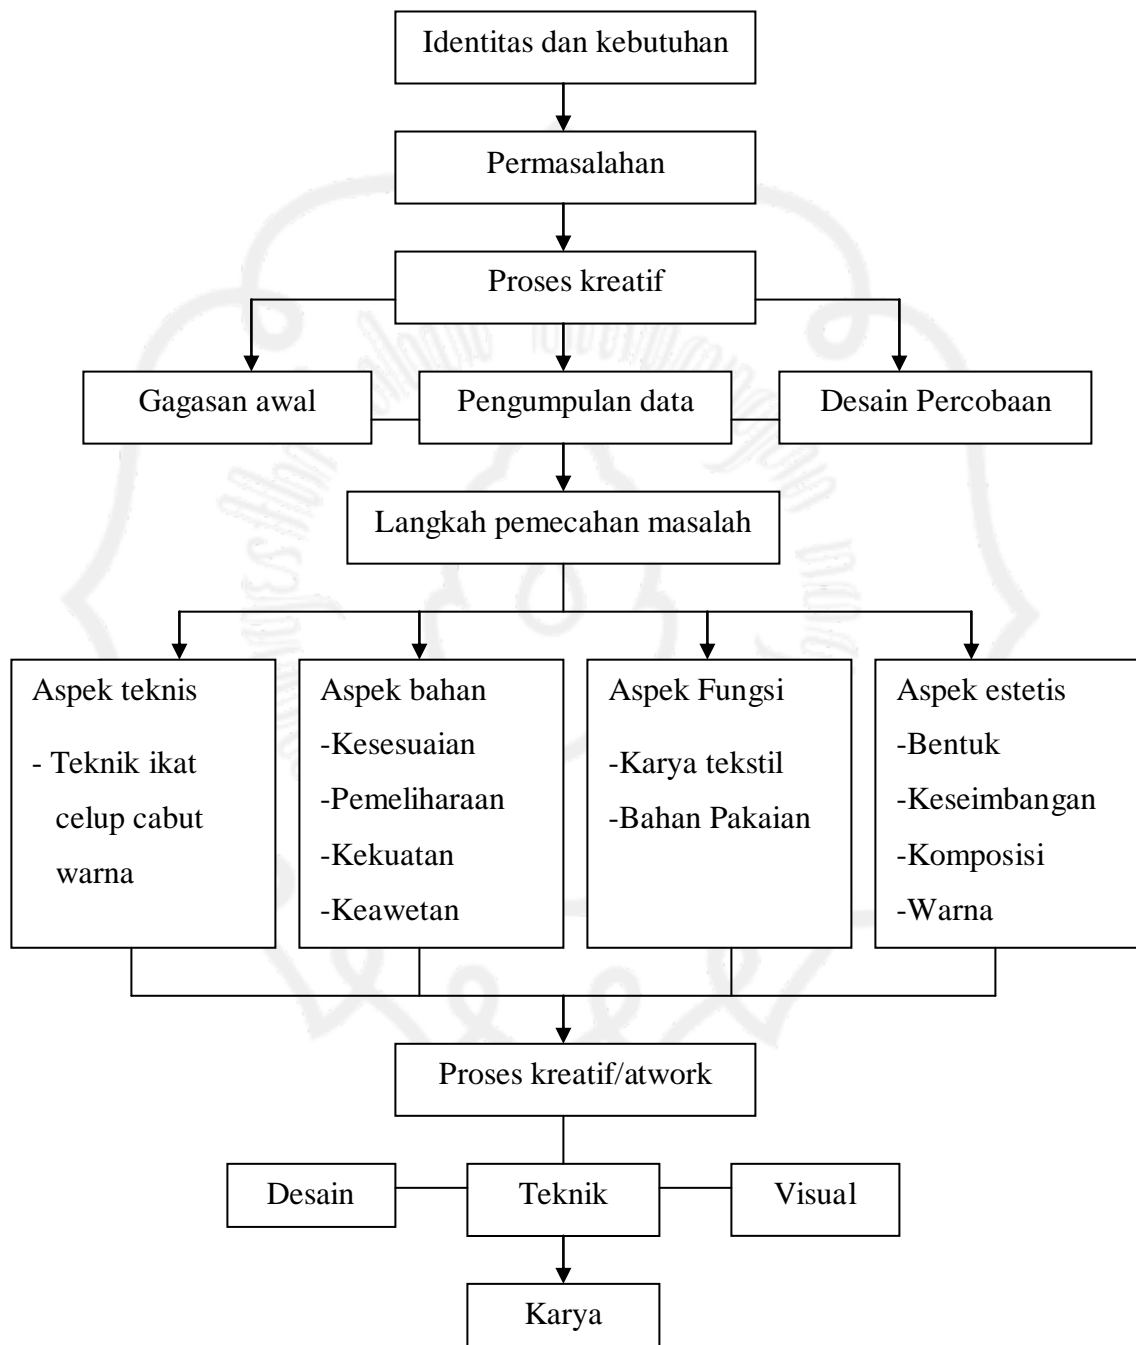 Identitas dan kebutuhan
Permasalahan
Proses kreatif
Gagasan awal
Pengumpulan data
Desain Percobaan
Langkah pemecahan masalah
Aspek teknis
- Teknik ikat
celup cabut
warna
Aspek bahan
-Kesesuaian
-Pemeliharaan
-Kekuatan
-Keawetan
Aspek Fungsi
-Karya tekstil
-Bahan Pakaian
Aspek estetis
-Bentuk
-Keseimbangan
-Komposisi
-Warna
Proses kreatif/atwork
Desain
Teknik
Visual
Karya